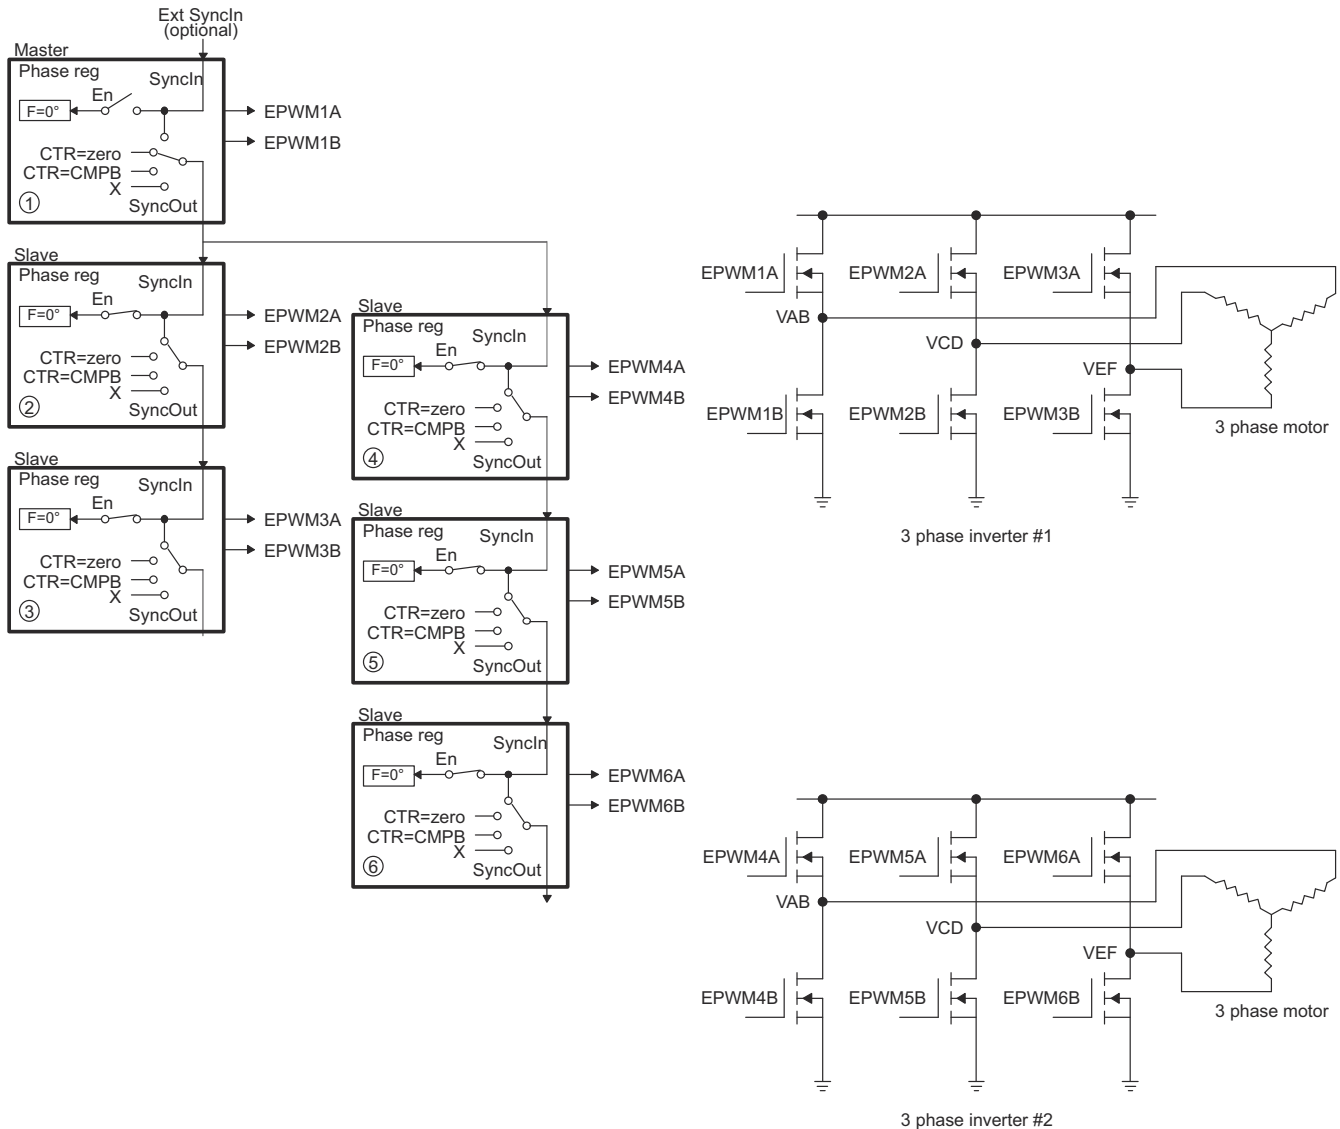 Ext SyncIn
(optional)
Master
Phase reg
SyncIn
En
F=0°
EPWM1A
EPWM1B
CTR=zero
CTR=CMPB
X
1
SyncOut
Slave
Phase reg
SyncIn
En
F=0°
EPWM2A
EPWM2B
CTR=zero
CTR=CMPB
X
2
SyncOut
Slave
Phase reg
SyncIn
En
F=0°
EPWM3A
EPWM3B
CTR=zero
CTR=CMPB
X
3
SyncOut
Slave
Phase reg
SyncIn
En
F=0°
EPWM4A
EPWM4B
CTR=zero
CTR=CMPB
X
4
SyncOut
Slave
Phase reg
SyncIn
En
F=0°
EPWM5A
EPWM5B
CTR=zero
CTR=CMPB
X
5
SyncOut
Slave
Phase reg
SyncIn
En
F=0°
EPWM6A
EPWM6B
CTR=zero
CTR=CMPB
X
6
SyncOut
EPWM1A
EPWM2A
EPWM3A
VAB
VCD
VEF
EPWM1B
EPWM2B
EPWM3B
3 phase motor
3 phase inverter #1
EPWM4A
EPWM5A
EPWM6A
VAB
VCD
VEF
EPWM4B
EPWM5B
EPWM6B
3 phase motor
3 phase inverter #2